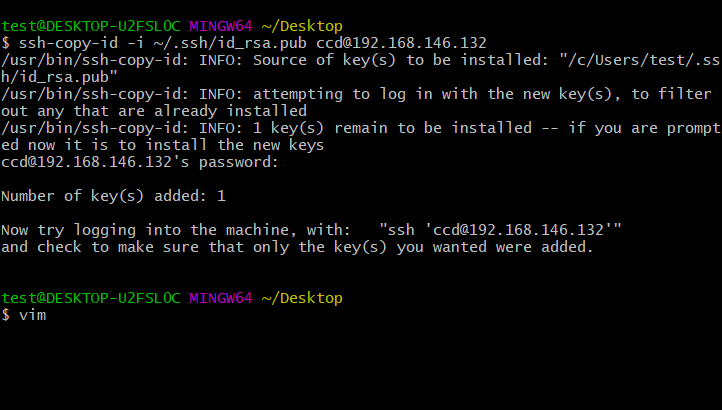 test@DESKTOP-U2FSLOC MINGW64 ~/Desktop
$ ssh-copy-id -i ~/.ssh/id_rsa.pub ccd@192.168.146.132
/usr/bin/ssh-copy-id: INFO: Source of key(s) to be installed: "/c/Users/test/.ss
h/id_rsa.pub"
/usr/bin/ssh-copy-id: INFO: attempting to log in with the new key(s), to filter
out any that are already installed
/usr/bin/ssh-copy-id: INFO: 1 key(s) remain to be installed -- if you are prompt
ed now it is to install the new keys
ccd@192.168.146.132's password:
Number of key(s) added: 1
Now try logging into the machine, with:   "ssh 'ccd@192.168.146.132'"
and check to make sure that only the key(s) you wanted were added.
test@DESKTOP-U2FSLOC MINGW64 ~/Desktop
$ vim